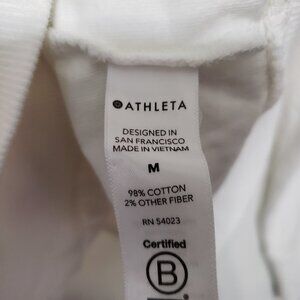 ATHLETA
DESIGNED IN
SAN FRANCISCO
MADE IN VIETNAM
M
98% COTTON
2% OTHER FIBER
RN 54023
Certified
B